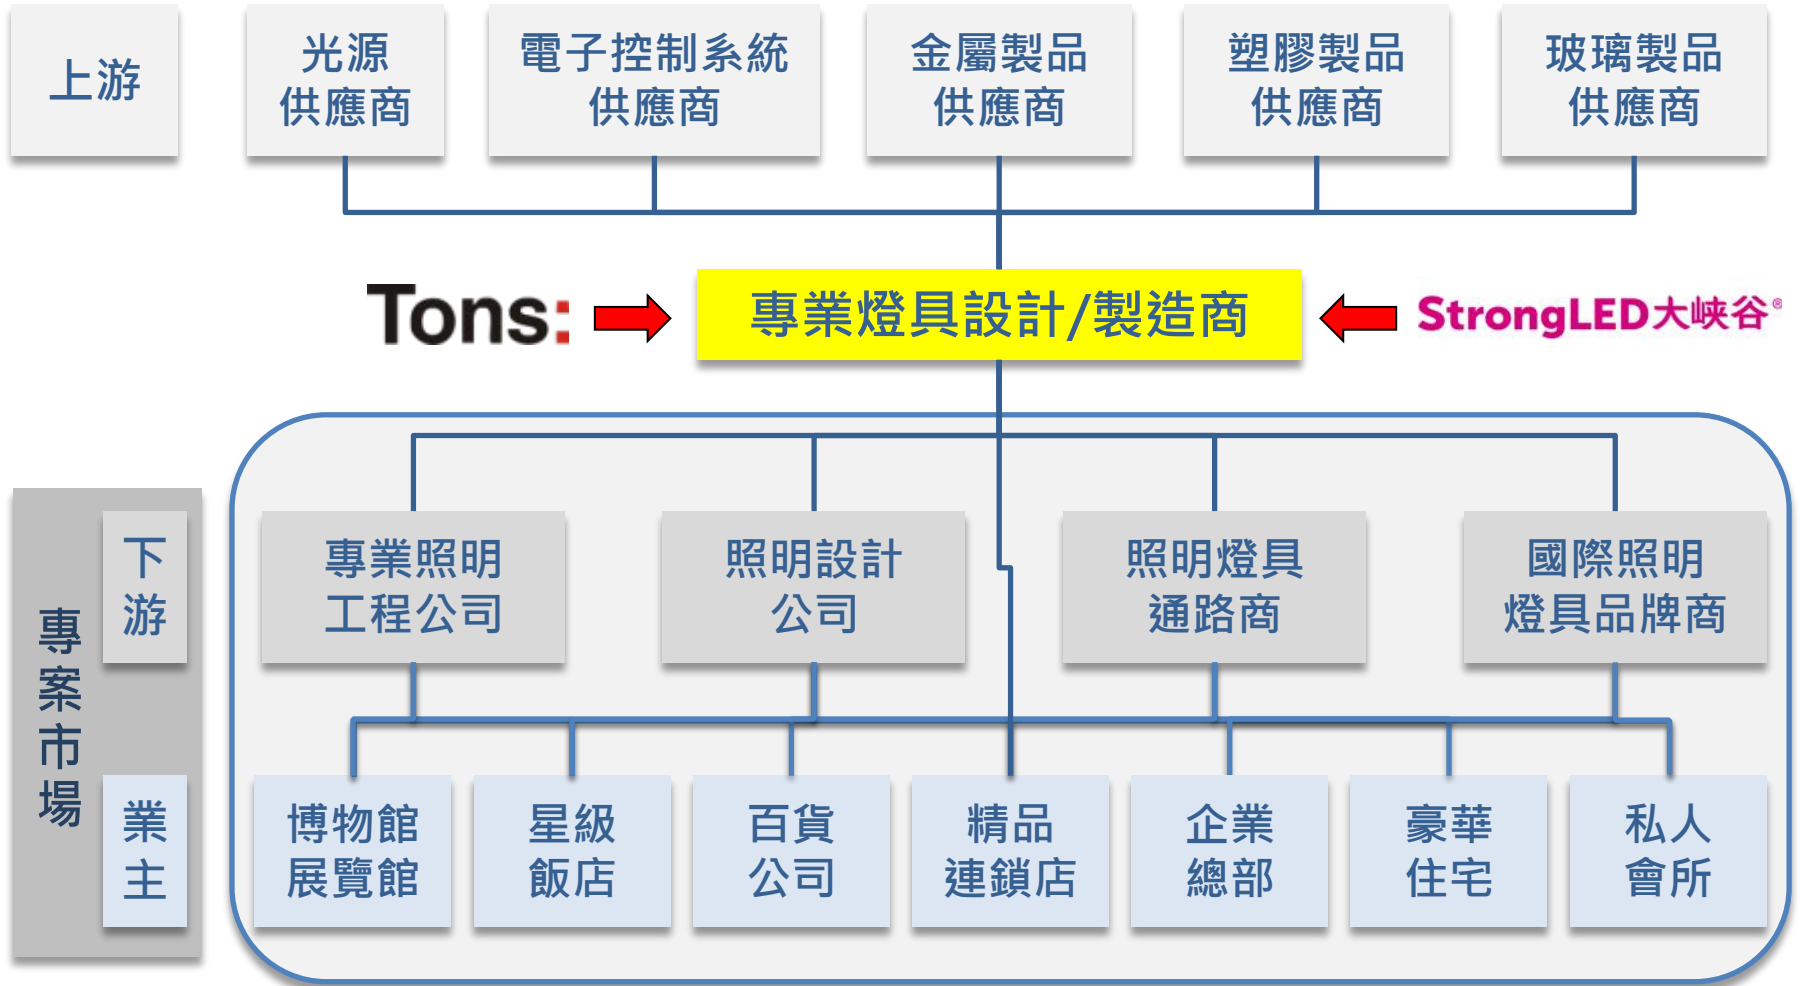 上游
光源
供應商
電子控制系統
供應商
金屬製品
供應商
塑膠製品
供應商
玻璃製品
供應商
Tons:
專業燈具設計/製造商
StrongLED大峡谷®
專案市場
下游
專業照明
工程公司
照明設計
公司
照明燈具
通路商
國際照明
燈具品牌商
業主
博物館
展覽館
星級
飯店
百貨
公司
精品
連鎖店
企業
總部
豪華
住宅
私人
會所